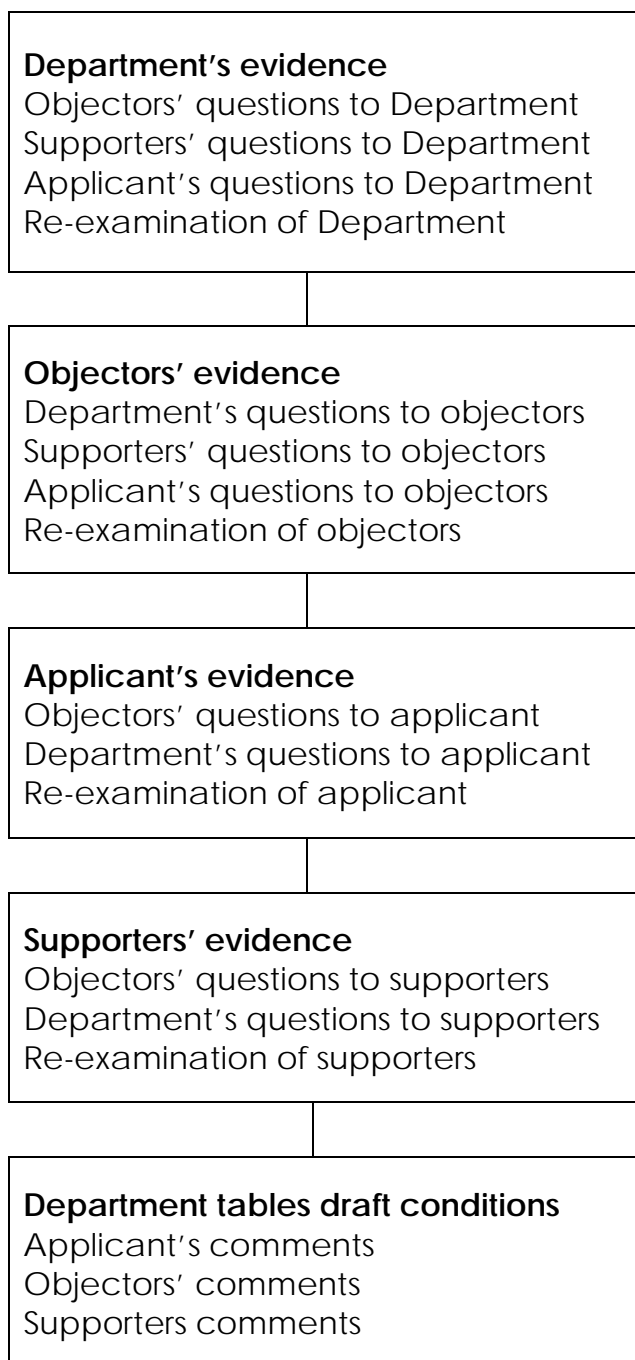 Department's evidence
Objectors' questions to Department
Supporters' questions to Department
Applicant's questions to Department
Re-examination of Department
Objectors' evidence
Department's questions to objectors
Supporters' questions to objectors
Applicant's questions to objectors
Re-examination of objectors
Applicant's evidence
Objectors' questions to applicant
Department's questions to applicant
Re-examination of applicant
Supporters' evidence
Objectors' questions to supporters
Department's questions to supporters
Re-examination of supporters
Department tables draft conditions
Applicant's comments
Objectors' comments
Supporters comments